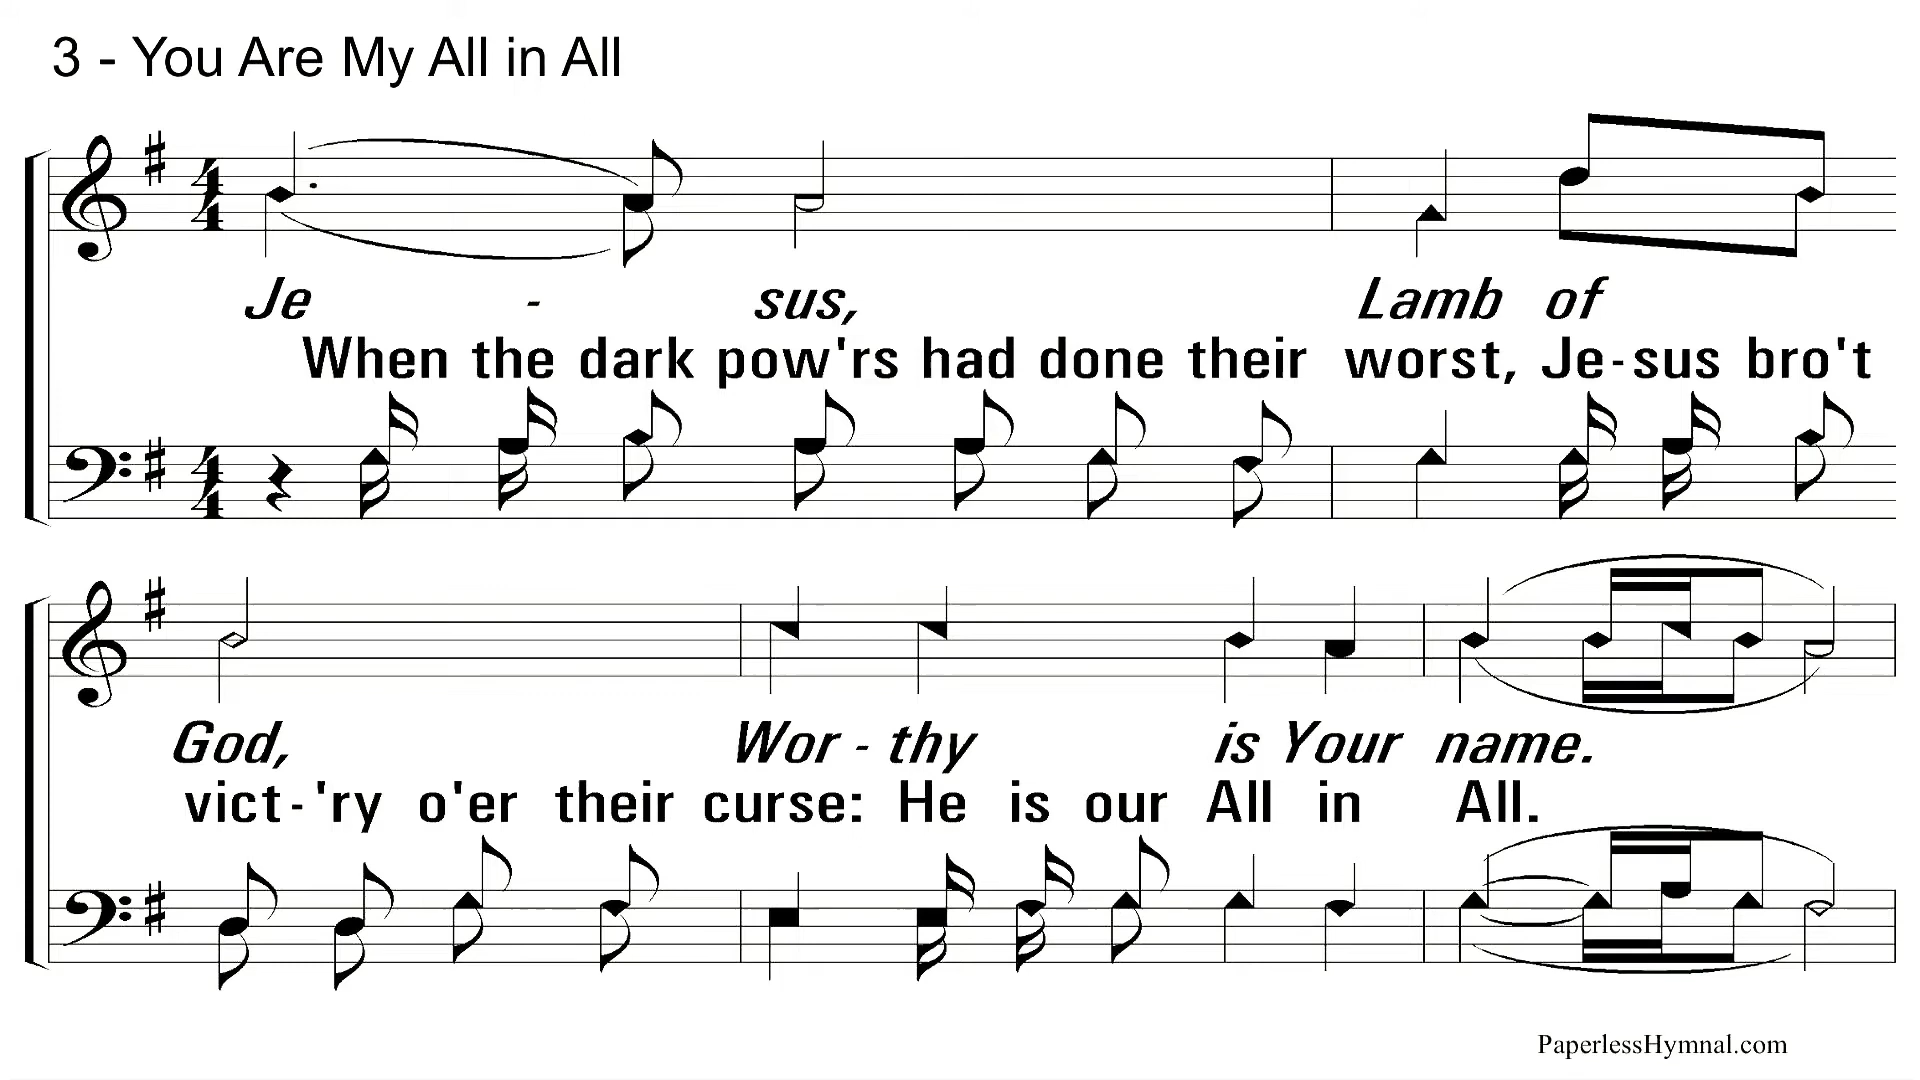 3 - You Are My All in All
Je - sus, Lamb of
When the dark pow'rs had done their worst, Je-sus bro't
God, Wor - thy is Your name.
vict-'ry o'er their curse: He is our All in All.
PaperlessHymnal.com